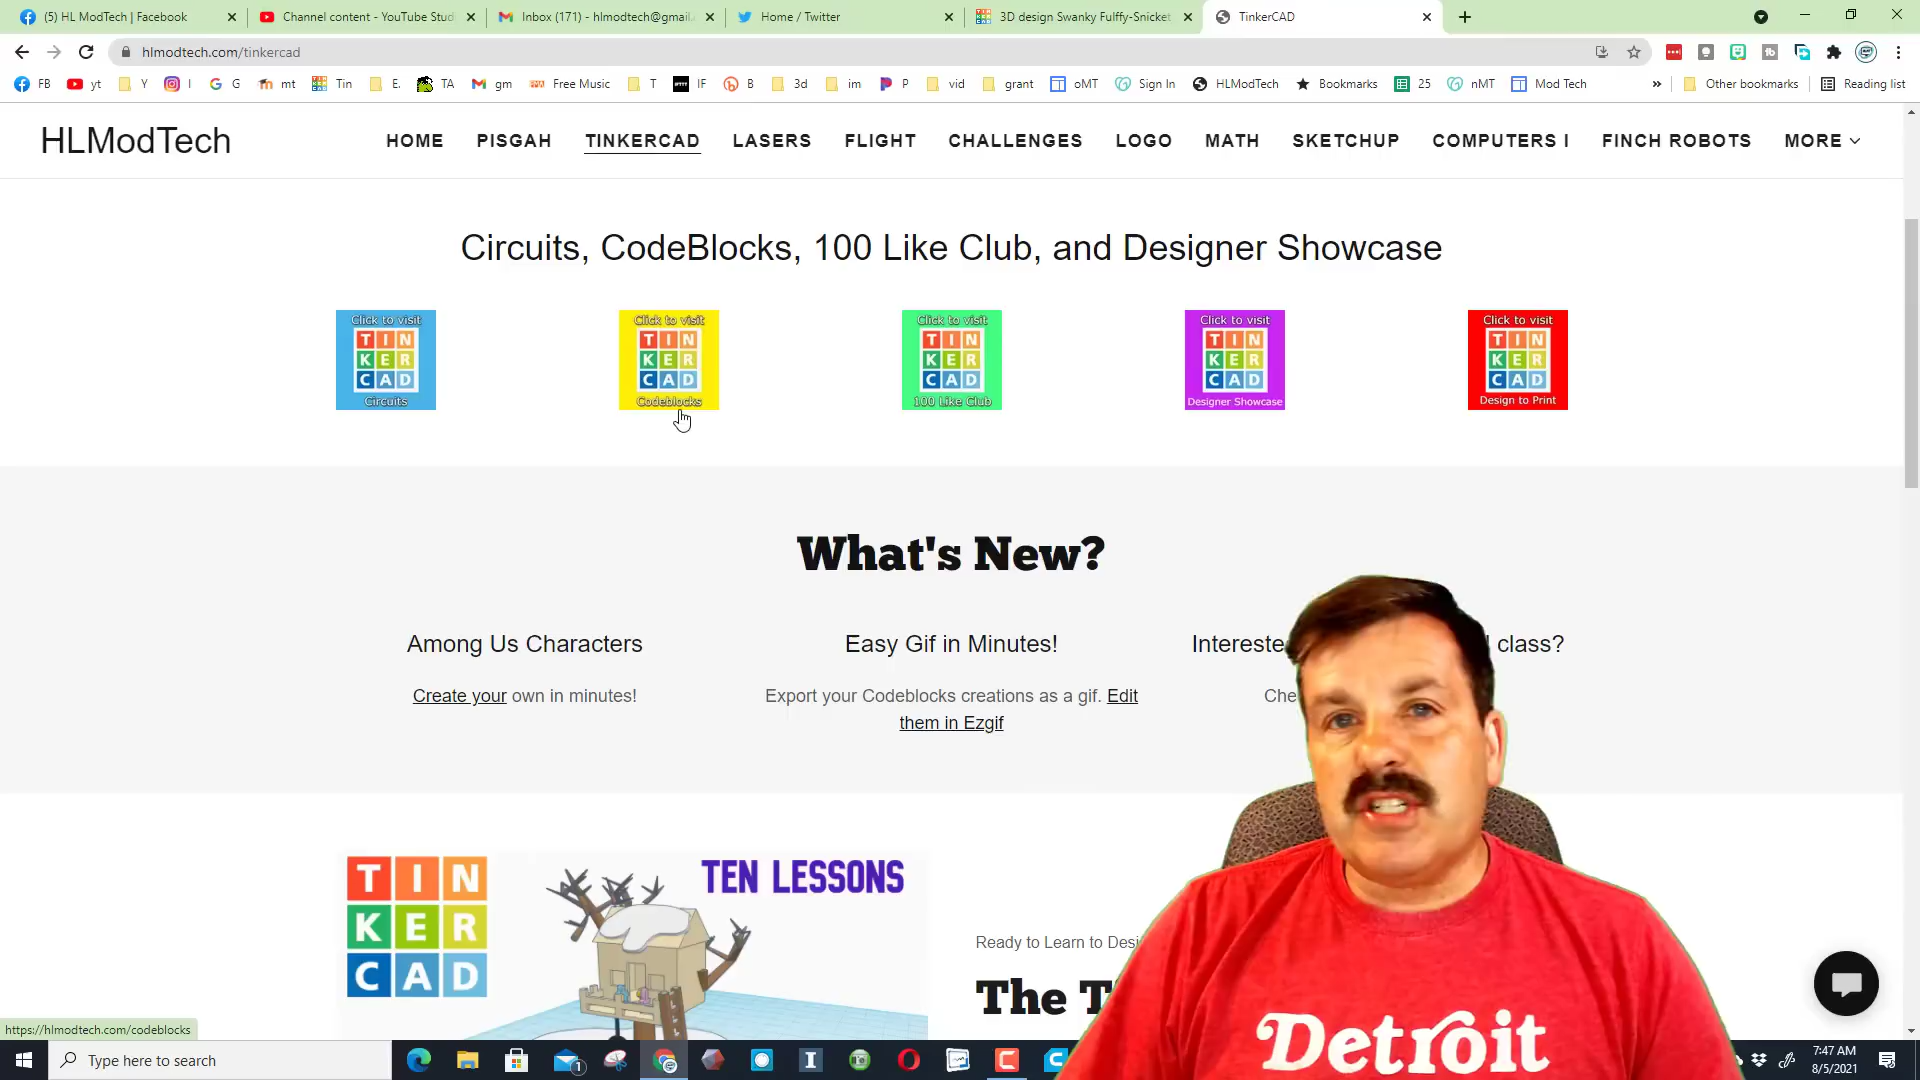 (5) HL ModTech | Facebook
Channel content - YouTube Stud
Inbox (171) - hlmodtech@gmail.
Home / Twitter
3D design Swanky Fulffy-Snicket
TinkerCAD
hlmodtech.com/tinkercad
FB
yt
Y
I
G
mt
Tin
E.
TA
gm
Free Music
T
IF
B
3d
im
P
vid
grant
oMT
Sign In
HLModTech
Bookmarks
25
nMT
Mod Tech
Other bookmarks
Reading list
HLModTech
HOME
PISGAH
TINKERCAD
LASERS
FLIGHT
CHALLENGES
LOGO
MATH
SKETCHUP
COMPUTERS I
FINCH ROBOTS
MORE
Circuits, CodeBlocks, 100 Like Club, and Designer Showcase
Click to visit
TIN
KER
CAD
Circuits
Click to visit
TIN
KER
CAD
Codeblocks
Click to visit
TIN
KER
CAD
100 Like Club
Click to visit
TIN
KER
CAD
Designer Showcase
Click to visit
TIN
KER
CAD
Design to Print
What's New?
Among Us Characters
Create your own in minutes!
Easy Gif in Minutes!
Export your Codeblocks creations as a gif. Edit
them in Ezgif
Intereste
class?
Che
TIN
KER
CAD
TEN LESSONS
Ready to Learn to Desi
The T
https://hlmodtech.com/codeblocks
Detroit
Type here to search
1
7:47 AM
8/5/2021